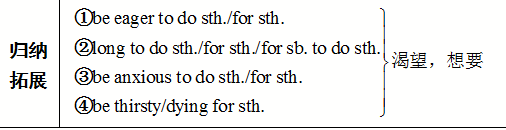 归纳
拓展
①be eager to do sth./for sth.
②long to do sth./for sth./for sb. to do sth.
③be anxious to do sth./for sth.
④be thirsty/dying for sth.
渴望，想要